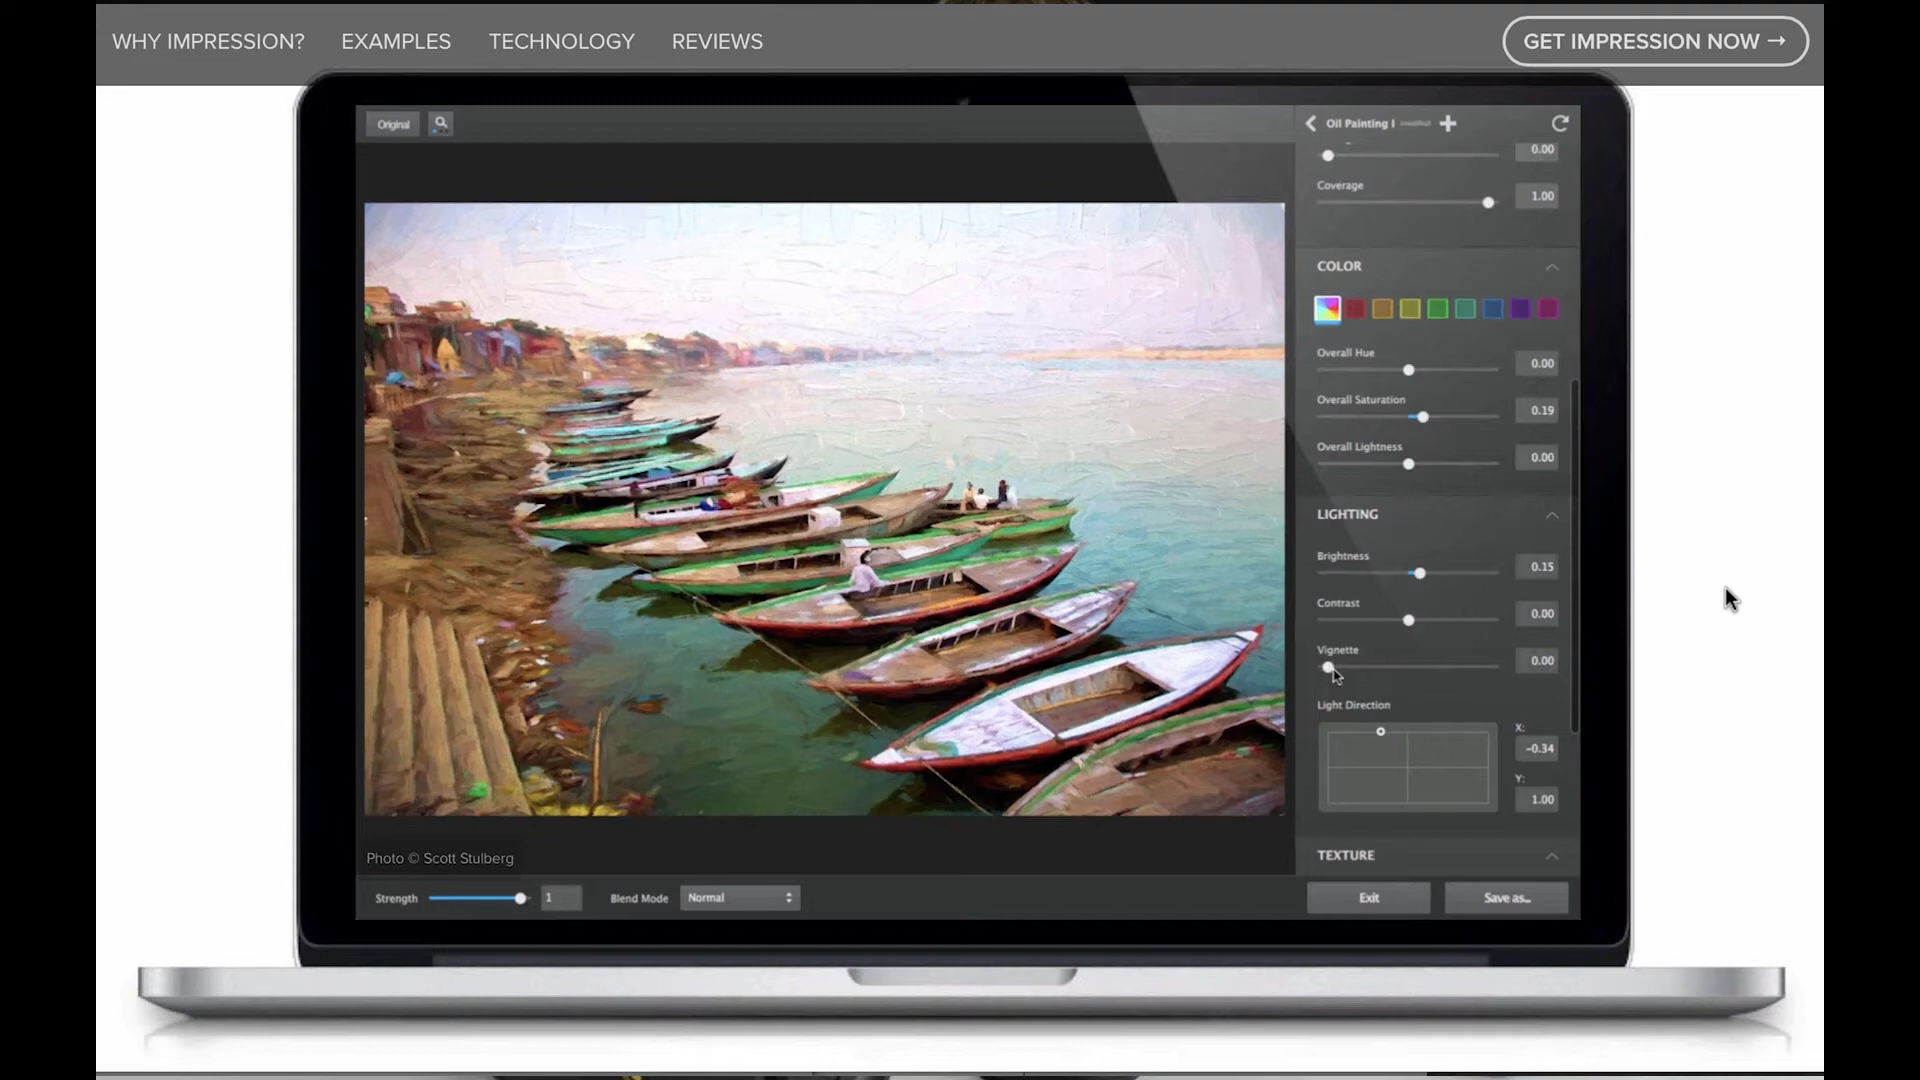 WHY IMPRESSION? EXAMPLES TECHNOLOGY REVIEWS GET IMPRESSION NOW →
Original
Oil Painting I
0.00
Coverage 1.00
COLOR
Overall Hue 0.00
Overall Saturation 0.19
Overall Lightness 0.00
LIGHTING
Brightness 0.15
Contrast 0.00
Vignette 0.00
Light Direction
X:
-0.34
Y:
1.00
TEXTURE
Photo © Scott Stulberg
Strength 1 Blend Mode Normal Exit Save as...